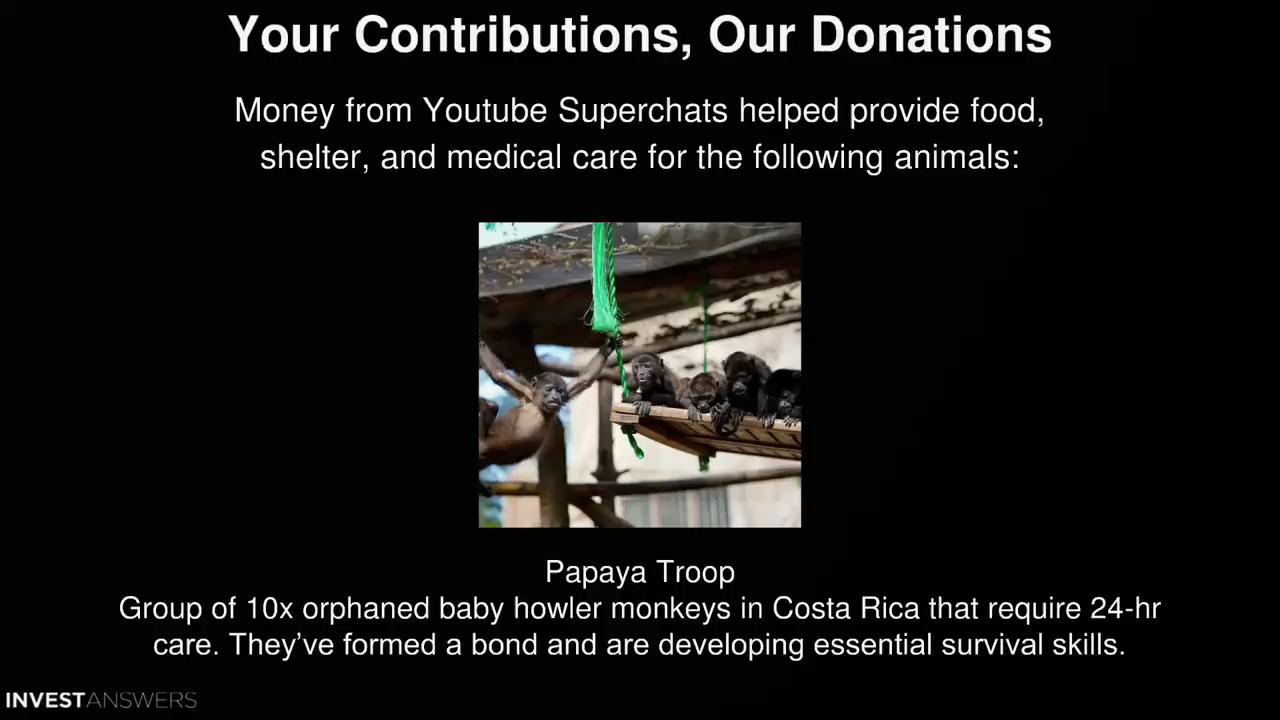 Your Contributions, Our Donations
Money from Youtube Superchats helped provide food,
shelter, and medical care for the following animals:
Papaya Troop
Group of 10x orphaned baby howler monkeys in Costa Rica that require 24-hr
care. They’ve formed a bond and are developing essential survival skills.
INVESTANSWERS